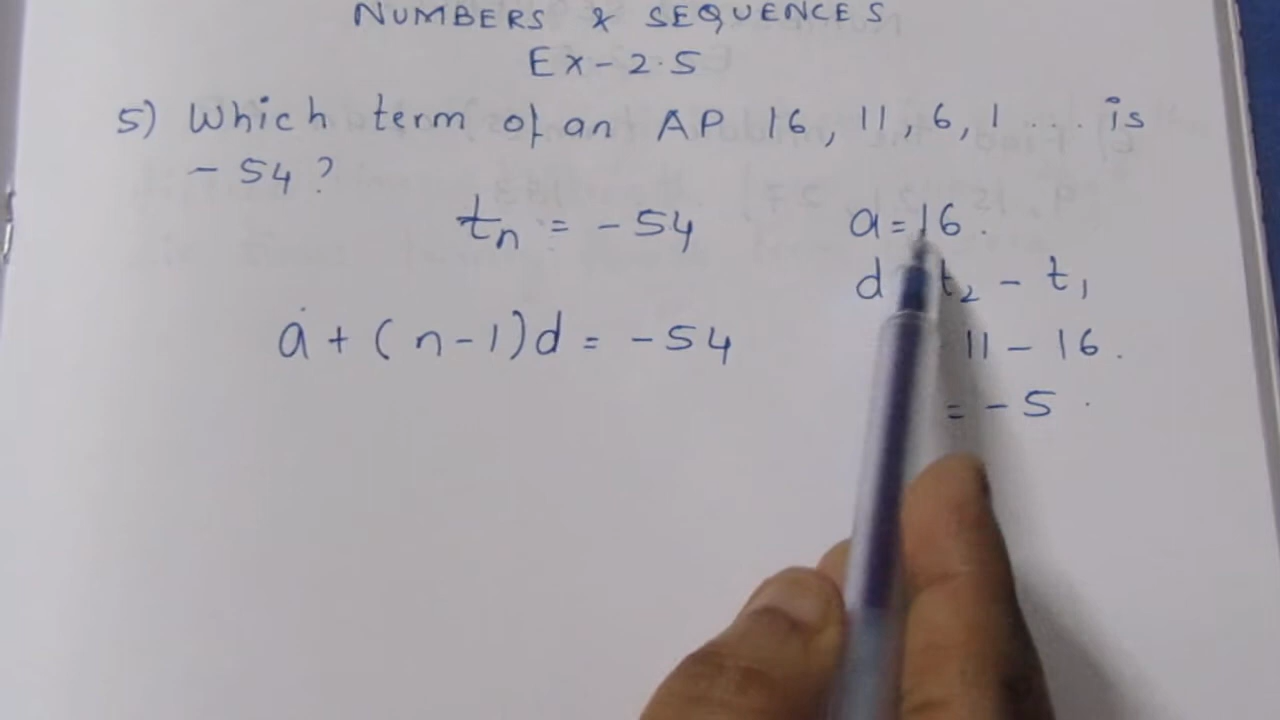 NUMBERS & SEQUENCES
Ex-2.5
5) Which term of an AP 16, 11, 6, 1 ... is
-54?
tn = -54
a=16.
d t2 - t1
a + (n-1)d = -54
11 - 16.
= -5